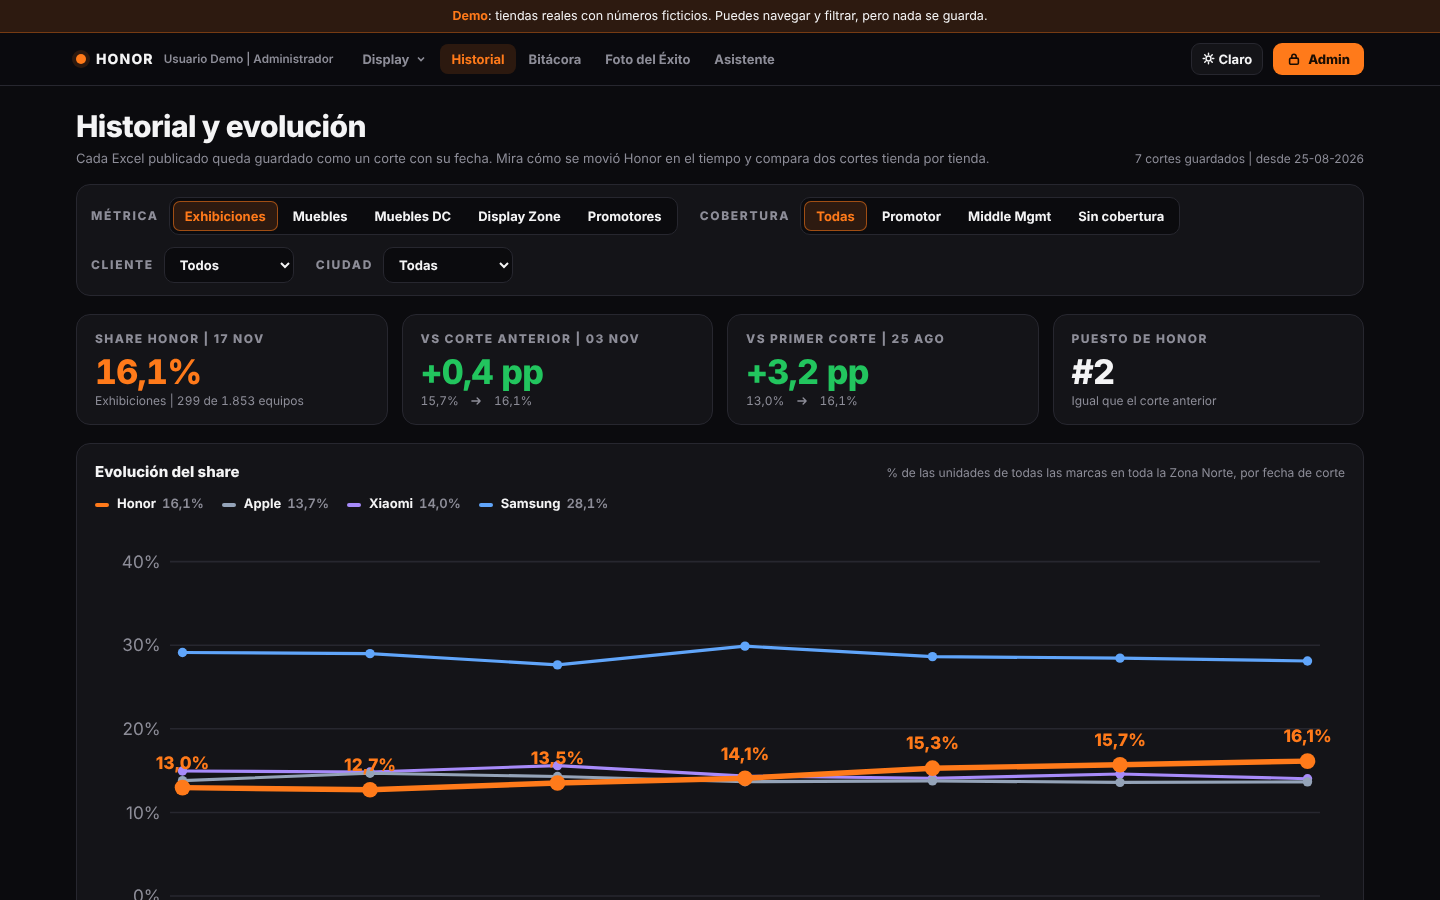 Demo: tiendas reales con números ficticios. Puedes navegar y filtrar, pero nada se guarda.
HONOR Usuario Demo | Administrador Display Historial Bitácora Foto del Éxito Asistente Claro Admin
Historial y evolución
Cada Excel publicado queda guardado como un corte con su fecha. Mira cómo se movió Honor en el tiempo y compara dos cortes tienda por tienda. 7 cortes guardados | desde 25-08-2026
MÉTRICA Exhibiciones Muebles Muebles DC Display Zone Promotores COBERTURA Todas Promotor Middle Mgmt Sin cobertura
CLIENTE Todos CIUDAD Todas
SHARE HONOR | 17 NOV
16,1%
Exhibiciones | 299 de 1.853 equipos
VS CORTE ANTERIOR | 03 NOV
+0,4 pp
15,7% → 16,1%
VS PRIMER CORTE | 25 AGO
+3,2 pp
13,0% → 16,1%
PUESTO DE HONOR
#2
Igual que el corte anterior
Evolución del share % de las unidades de todas las marcas en toda la Zona Norte, por fecha de corte
Honor 16,1% Apple 13,7% Xiaomi 14,0% Samsung 28,1%
40%
30%
20%
13,0% 12,7% 13,5% 14,1% 15,3% 15,7% 16,1%
10%
0%